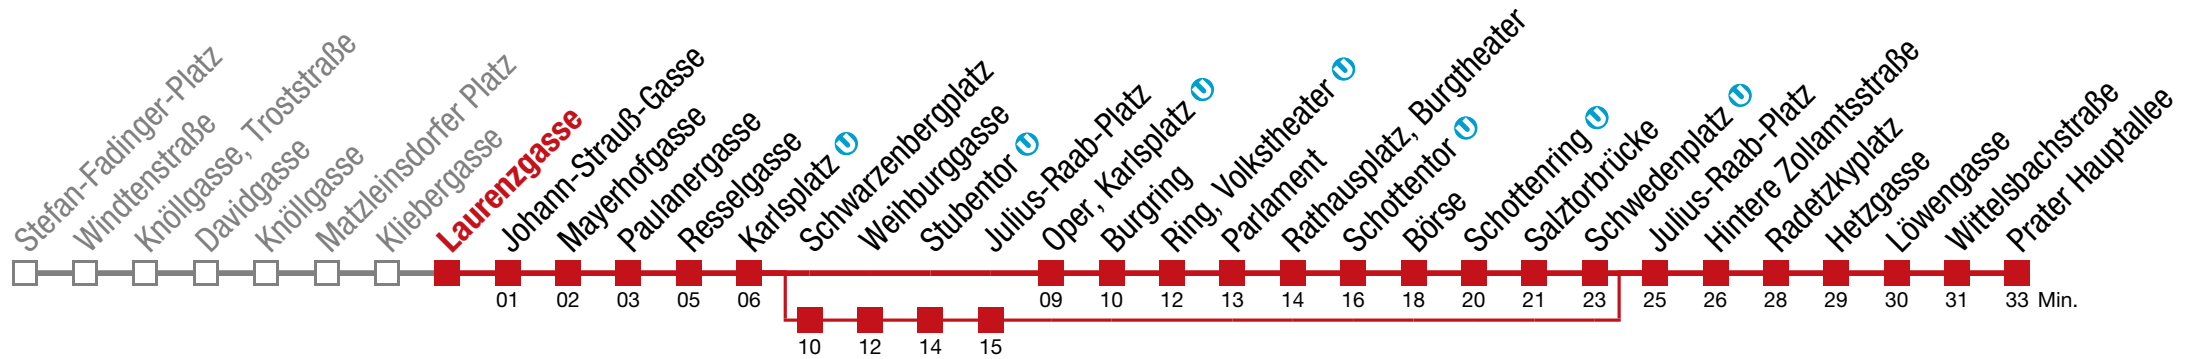 Stefan-Fadinger-Platz
Windtenstraße
Knöllgasse, Troststraße
Davidgasse
Knöllgasse
Matzleinsdorfer Platz
Kliebergasse
Laurenzgasse
Johann-Strauß-Gasse
Mayerhofgasse
Paulanergasse
Resselgasse
Karlsplatz U
Schwarzenbergplatz
Weihburggasse
Stubentor U
Julius-Raab-Platz
Oper, Karlsplatz U
Burgring
Ring, Volkstheater U
Parlament
Rathausplatz, Burgtheater
Schottentor U
Börse
Schottenring U
Salztorbrücke
Schwedenplatz U
Julius-Raab-Platz
Hintere Zollamtsstraße
Radetzkyplatz
Hetzgasse
Löwengasse
Wittelsbachstraße
Prater Hauptallee
01 02 03 05 06 09 10 12 13 14 16 18 20 21 23 25 26 28 29 30 31 33 Min.
10 12 14 15